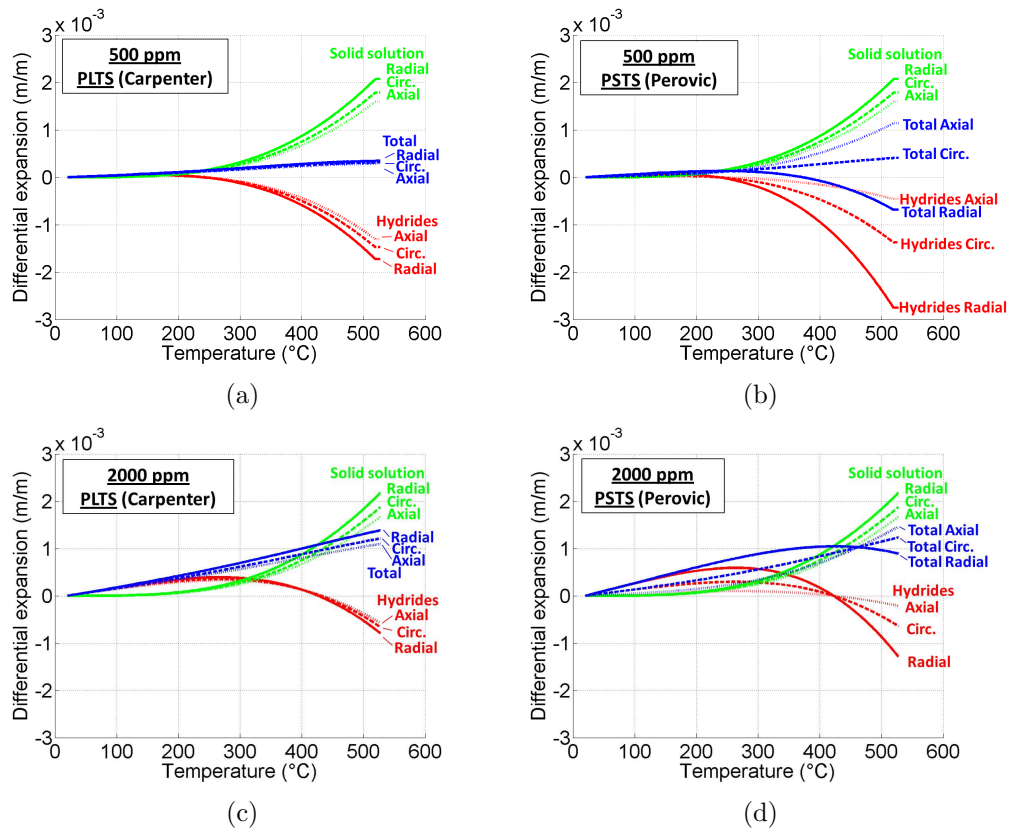 x 10⁻³
3
2
1
0
-1
-2
-3
Differential expansion (m/m)
500 ppm
PLTS (Carpenter)
Solid solution
Radial
Circ.
Axial
Total
Radial
Circ.
Axial
Hydrides
Axial
Circ.
Radial
0 100 200 300 400 500 600
Temperature (°C)
(a)
x 10⁻³
3
2
1
0
-1
-2
-3
Differential expansion (m/m)
500 ppm
PSTS (Perovic)
Solid solution
Radial
Circ.
Axial
Total Axial
Total Circ.
Hydrides Axial
Total Radial
Hydrides Circ.
Hydrides Radial
0 100 200 300 400 500 600
Temperature (°C)
(b)
x 10⁻³
3
2
1
0
-1
-2
-3
Differential expansion (m/m)
2000 ppm
PLTS (Carpenter)
Solid solution
Radial
Circ.
Axial
Radial
Circ.
Axial
Total
Hydrides
Axial
Circ.
Radial
0 100 200 300 400 500 600
Temperature (°C)
(c)
x 10⁻³
3
2
1
0
-1
-2
-3
Differential expansion (m/m)
2000 ppm
PSTS (Perovic)
Solid solution
Radial
Circ.
Axial
Total Axial
Total Circ.
Total Radial
Hydrides
Axial
Circ.
Radial
0 100 200 300 400 500 600
Temperature (°C)
(d)